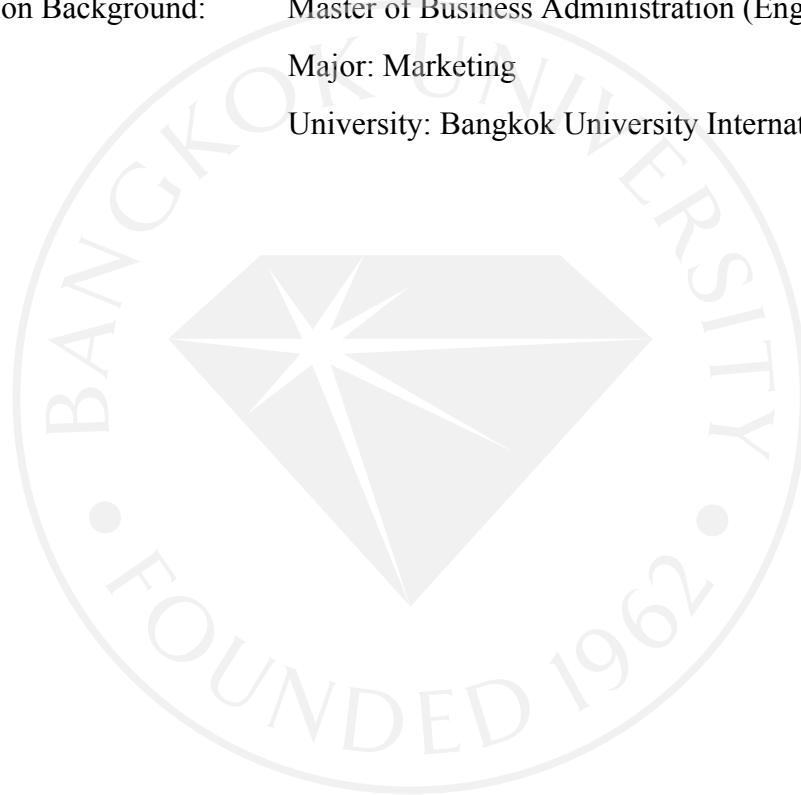 on Background: Master of Business Administration (Eng
Major: Marketing
University: Bangkok University Internat
BANGKOK UNIVERSITY
• FOUNDED 1962 •